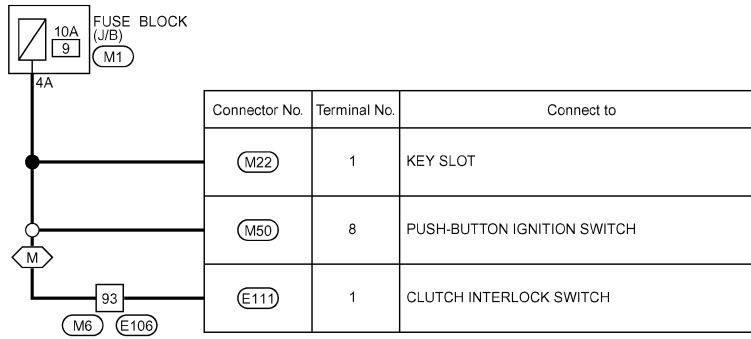 FUSE BLOCK
(J/B)
10A
9
M1
4A
Connector No. Terminal No. Connect to
M22 1 KEY SLOT
M50 8 PUSH-BUTTON IGNITION SWITCH
M
93
E111 1 CLUTCH INTERLOCK SWITCH
M6 E106